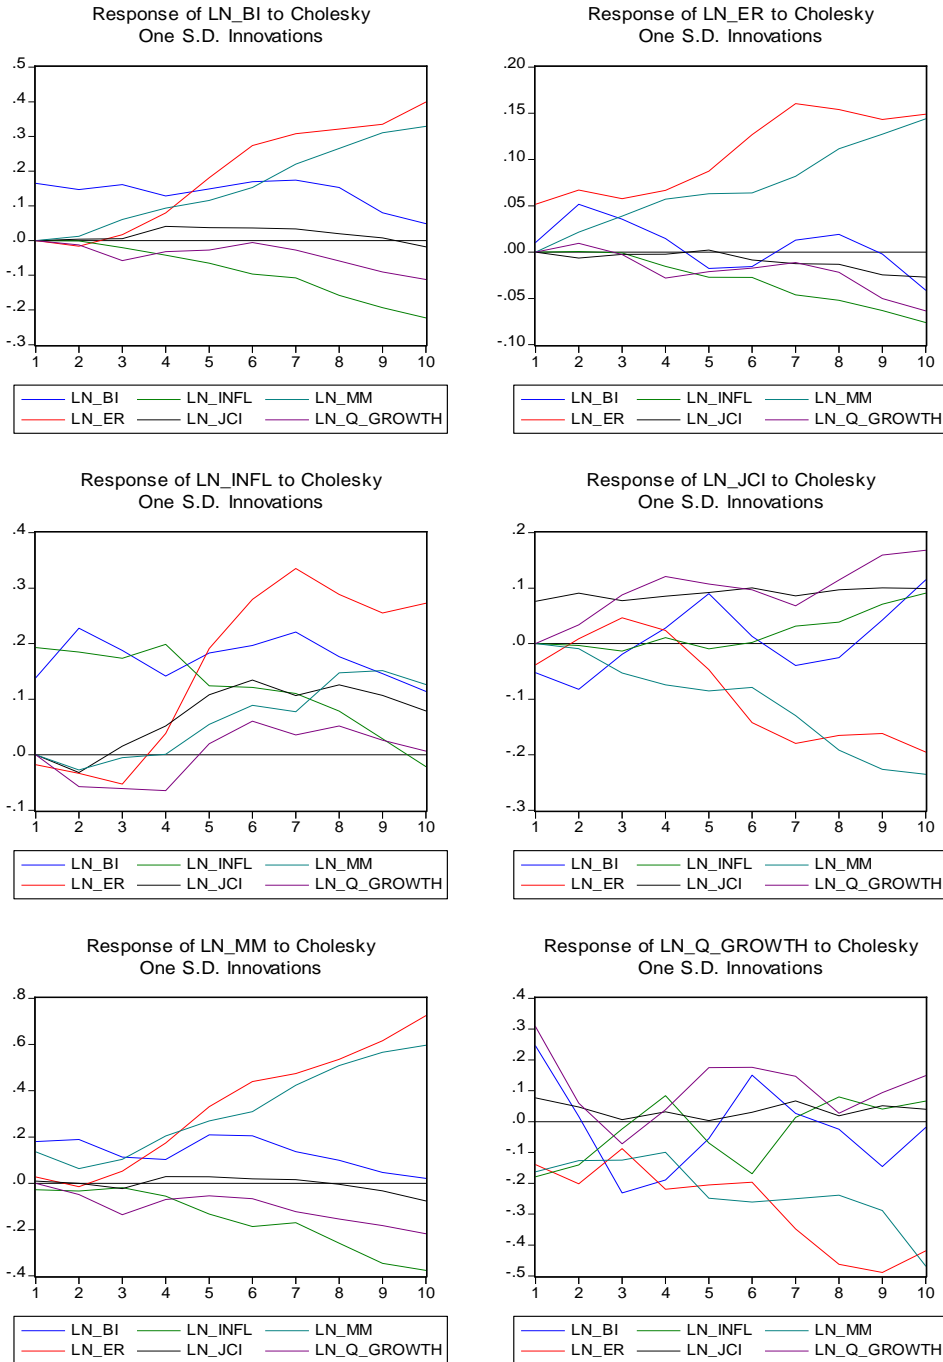 Response of LN_BI to Cholesky
One S.D. Innovations
.5
.4
.3
.2
.1
.0
-.1
-.2
-.3
1 2 3 4 5 6 7 8 9 10
LN_BI LN_INFL LN_MM
LN_ER LN_JCI LN_Q_GROWTH
Response of LN_ER to Cholesky
One S.D. Innovations
.20
.15
.10
.05
.00
-.05
-.10
1 2 3 4 5 6 7 8 9 10
LN_BI LN_INFL LN_MM
LN_ER LN_JCI LN_Q_GROWTH
Response of LN_INFL to Cholesky
One S.D. Innovations
.4
.3
.2
.1
.0
-.1
1 2 3 4 5 6 7 8 9 10
LN_BI LN_INFL LN_MM
LN_ER LN_JCI LN_Q_GROWTH
Response of LN_JCI to Cholesky
One S.D. Innovations
.2
.1
.0
-.1
-.2
-.3
1 2 3 4 5 6 7 8 9 10
LN_BI LN_INFL LN_MM
LN_ER LN_JCI LN_Q_GROWTH
Response of LN_MM to Cholesky
One S.D. Innovations
.8
.6
.4
.2
.0
-.2
-.4
1 2 3 4 5 6 7 8 9 10
LN_BI LN_INFL LN_MM
LN_ER LN_JCI LN_Q_GROWTH
Response of LN_Q_GROWTH to Cholesky
One S.D. Innovations
.4
.3
.2
.1
.0
-.1
-.2
-.3
-.4
-.5
1 2 3 4 5 6 7 8 9 10
LN_BI LN_INFL LN_MM
LN_ER LN_JCI LN_Q_GROWTH